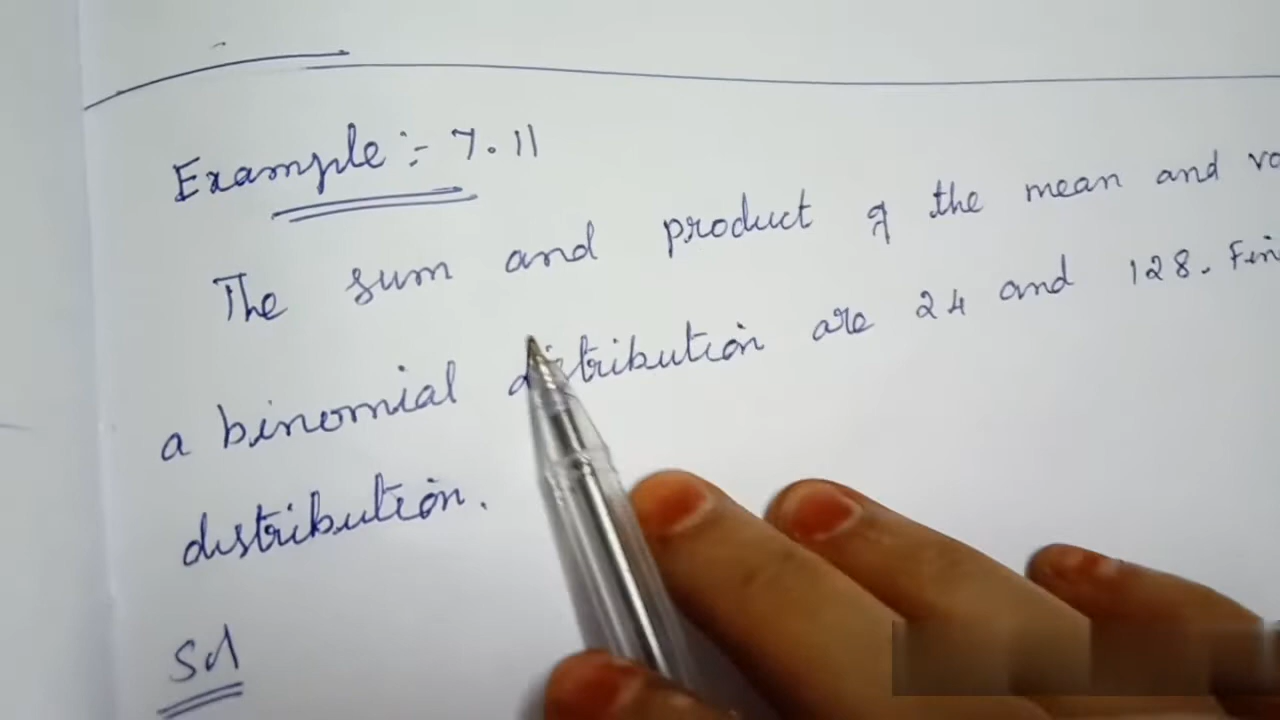 Example :- 7.11
The sum and product of the mean and
a binomial distribution are 24 and 128. Fin
distribution.
Sol